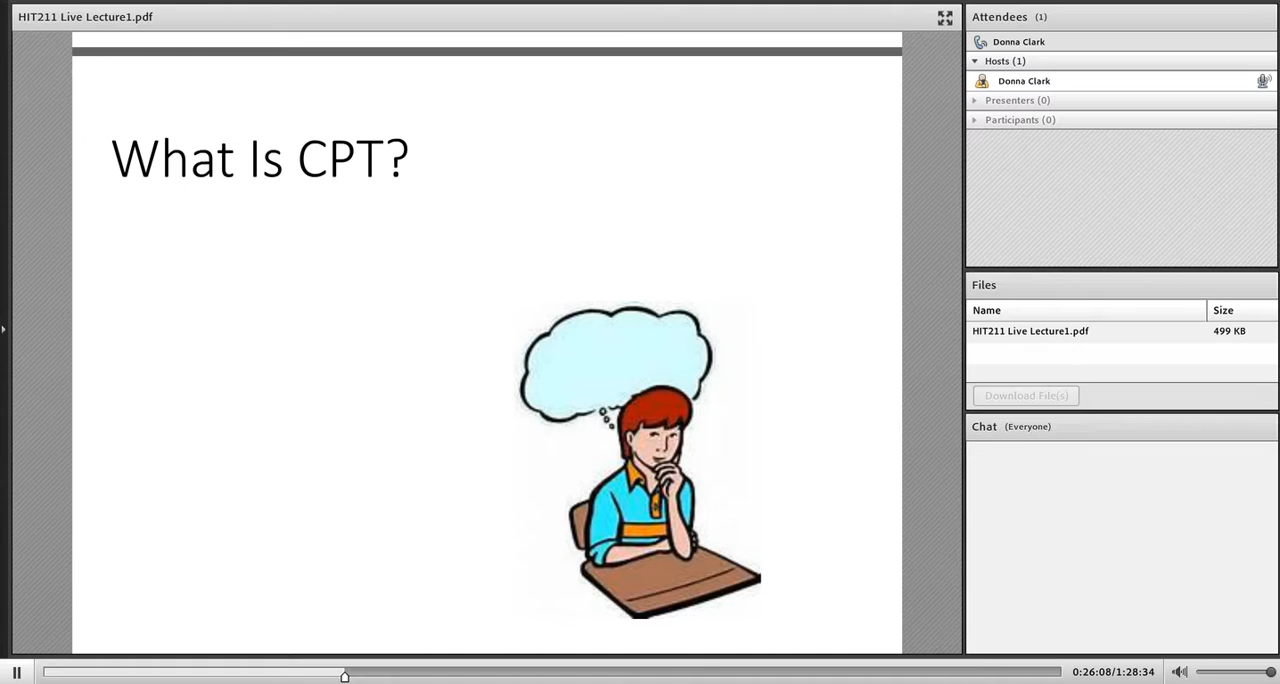 HIT211 Live Lecture1.pdf
What Is CPT?
Attendees (1)
Donna Clark
Hosts (1)
Donna Clark
Presenters (0)
Participants (0)
Files
Name Size
HIT211 Live Lecture1.pdf 499 KB
Download File(s)
Chat (Everyone)
0:26:08/1:28:34